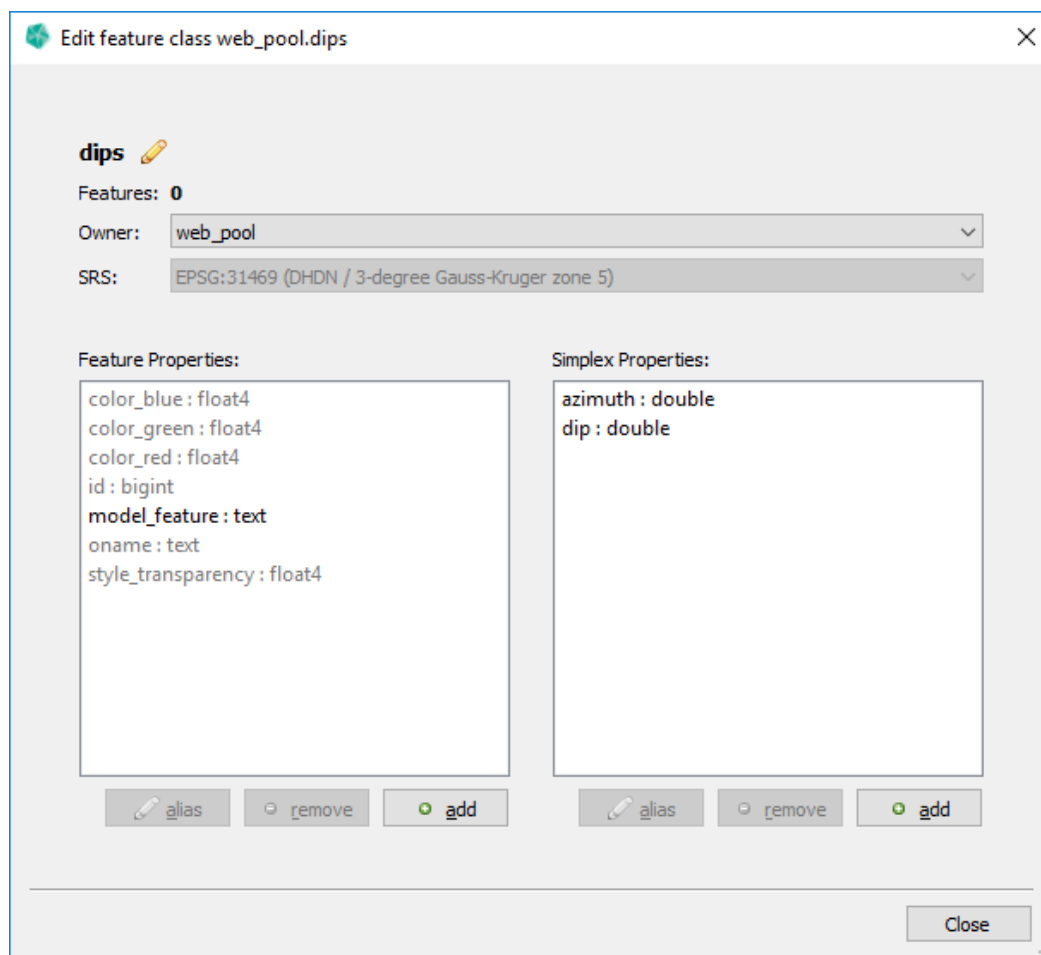 Edit feature class web_pool.dips
dips
Features: 0
Owner: web_pool
SRS: EPSG:31469 (DHDN / 3-degree Gauss-Kruger zone 5)
Feature Properties:
color_blue : float4
color_green : float4
color_red : float4
id : bigint
model_feature : text
oname : text
style_transparency : float4
alias remove add
Simplex Properties:
azimuth : double
dip : double
alias remove add
Close